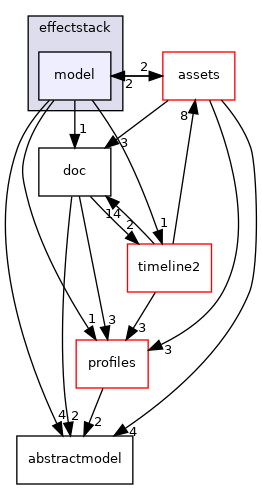 effectstack
model
2
2
assets
1
3
doc
8
14
2
1
timeline2
1
3
3
3
profiles
4
2
2
4
abstractmodel